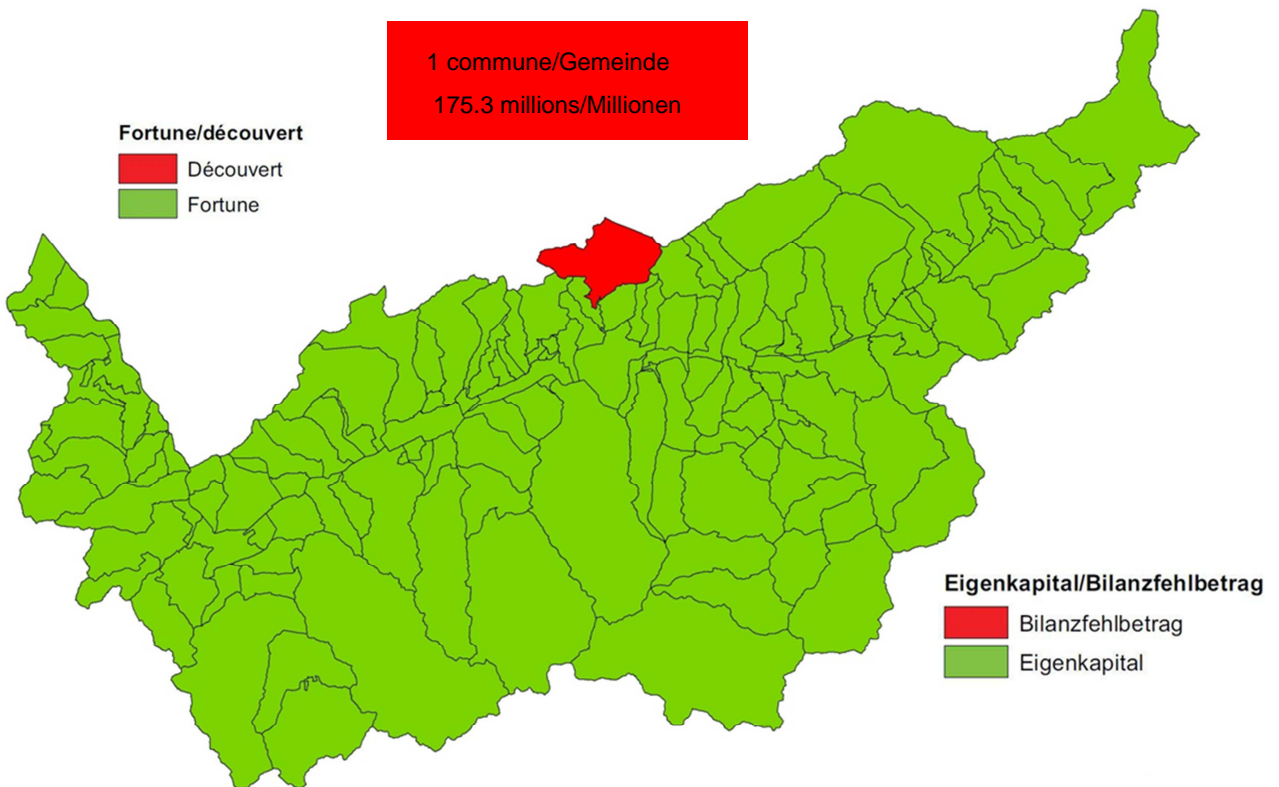 1 commune/Gemeinde
175.3 millions/Millionen
Fortune/découvert
Découvert
Fortune
Eigenkapital/Bilanzfehlbetrag
Bilanzfehlbetrag
Eigenkapital